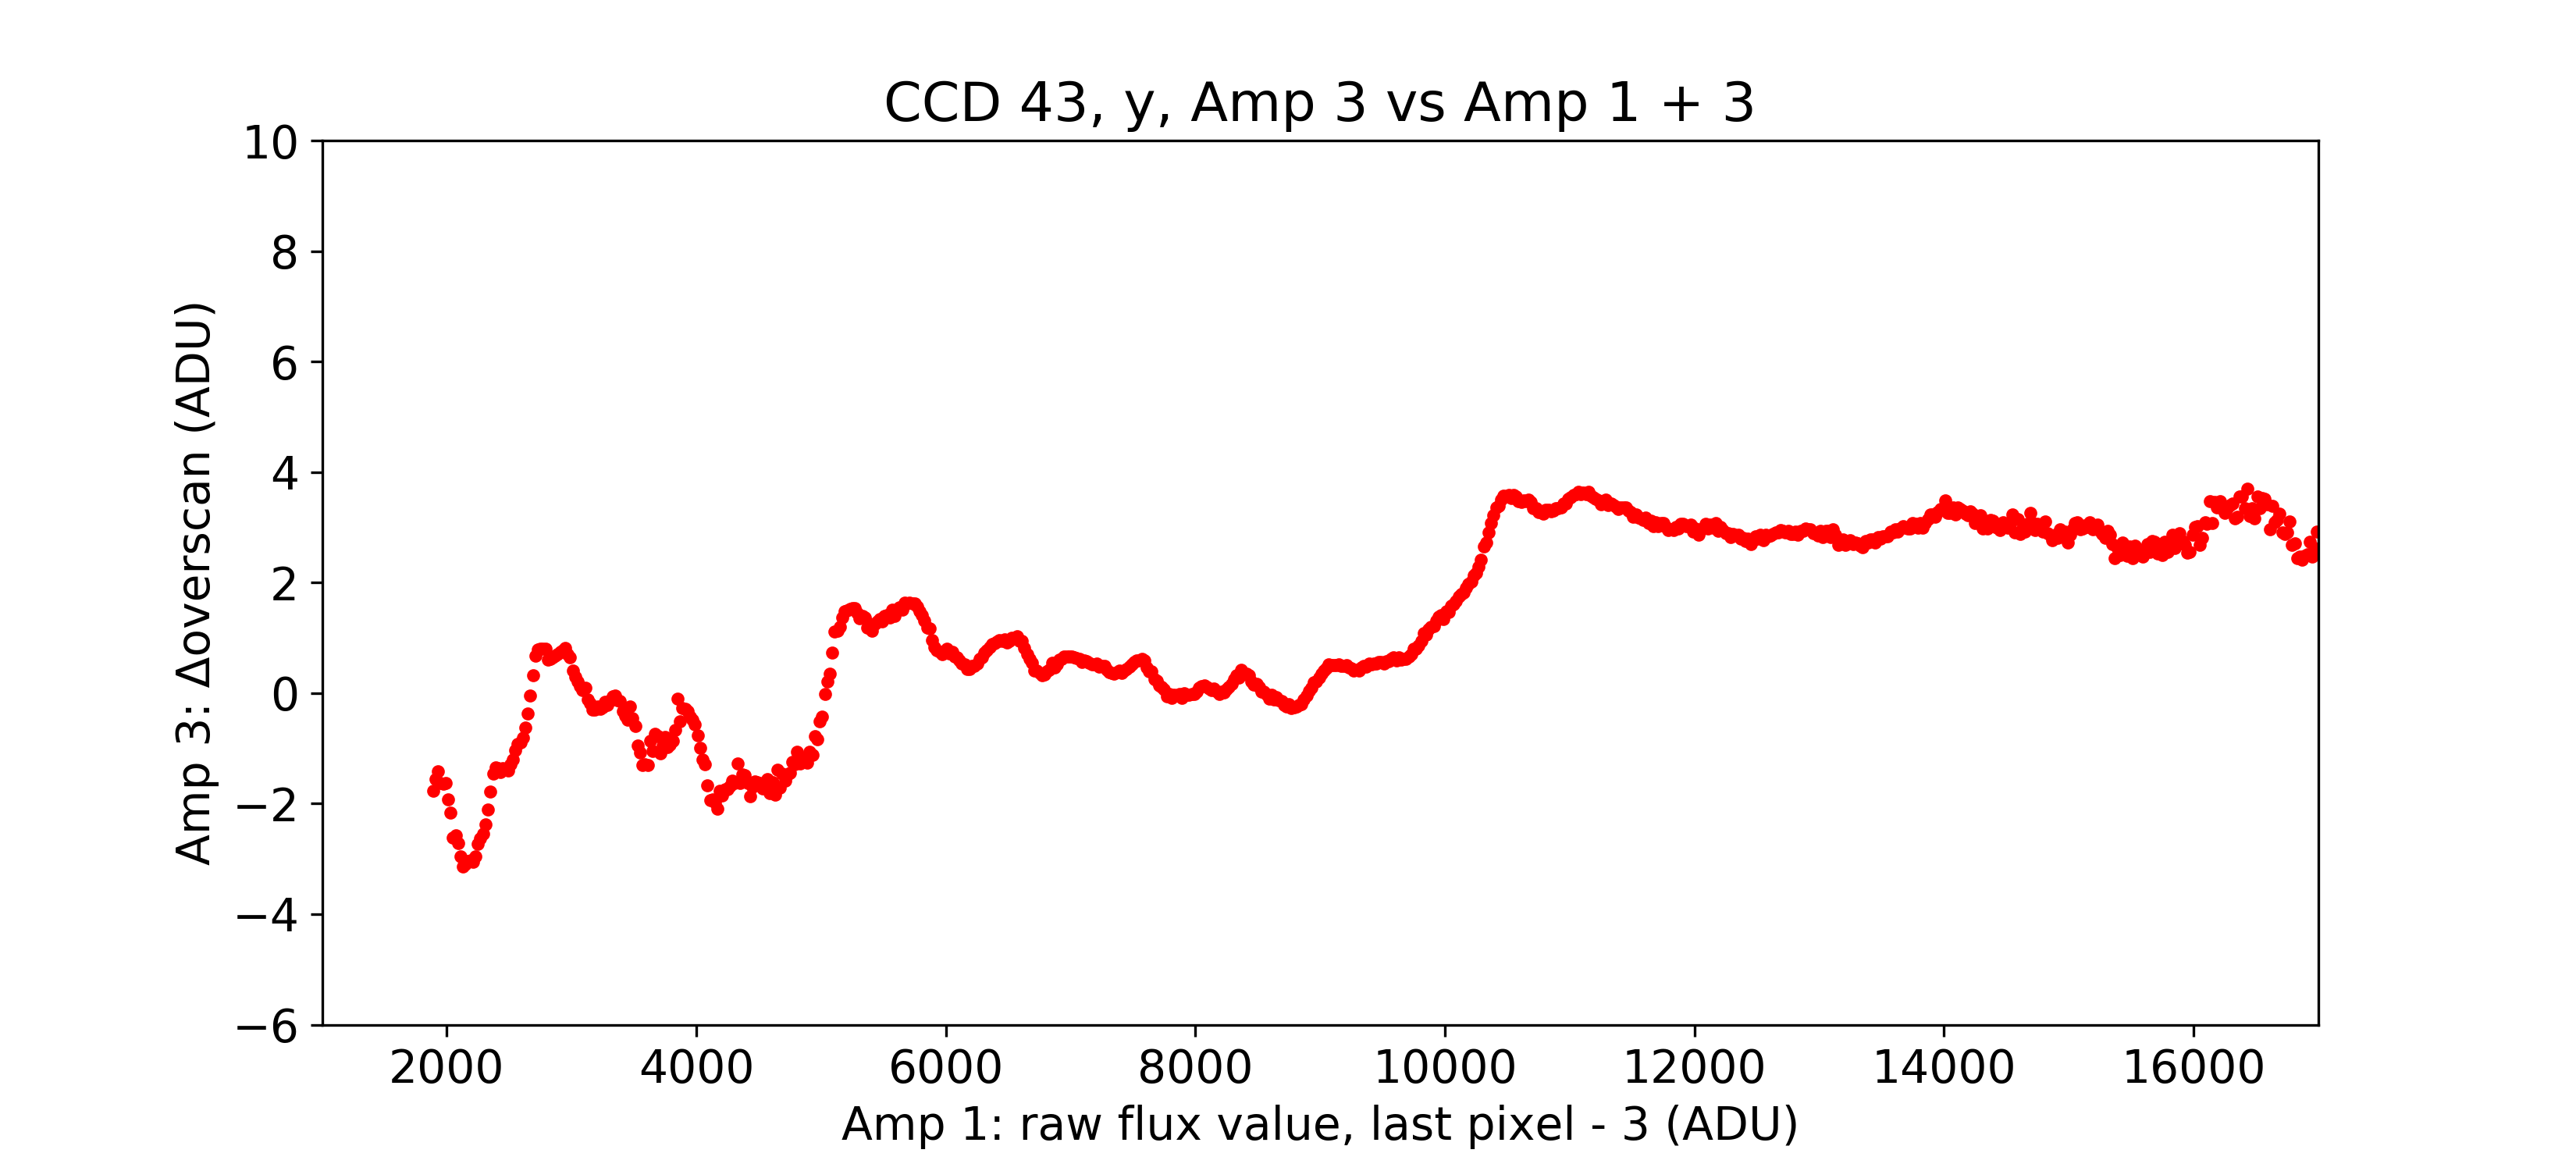 CCD 43, y, Amp 3 vs Amp 1 + 3
10
8
6
4
2
0
−2
−4
−6
Amp 3: Δoverscan (ADU)
2000 4000 6000 8000 10000 12000 14000 16000
Amp 1: raw flux value, last pixel - 3 (ADU)